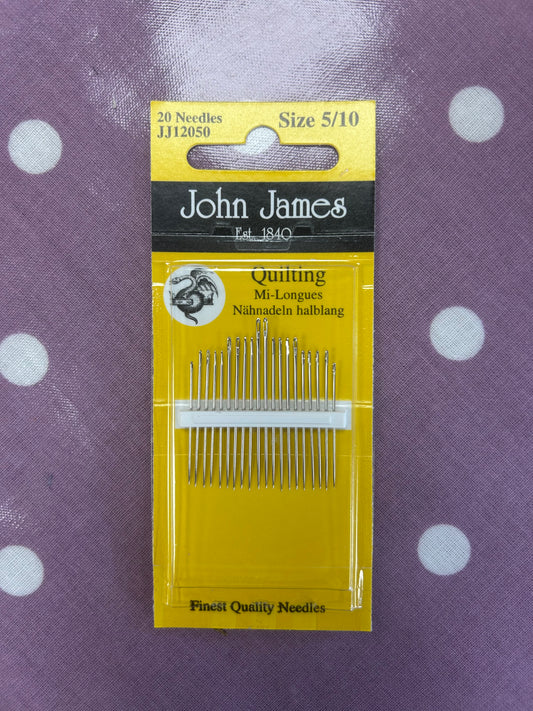 20 Needles
JJ12050
Size 5/10
John James
Est. 1840
Quilting
Mi-Longues
Nähnadeln halblang
Finest Quality Needles